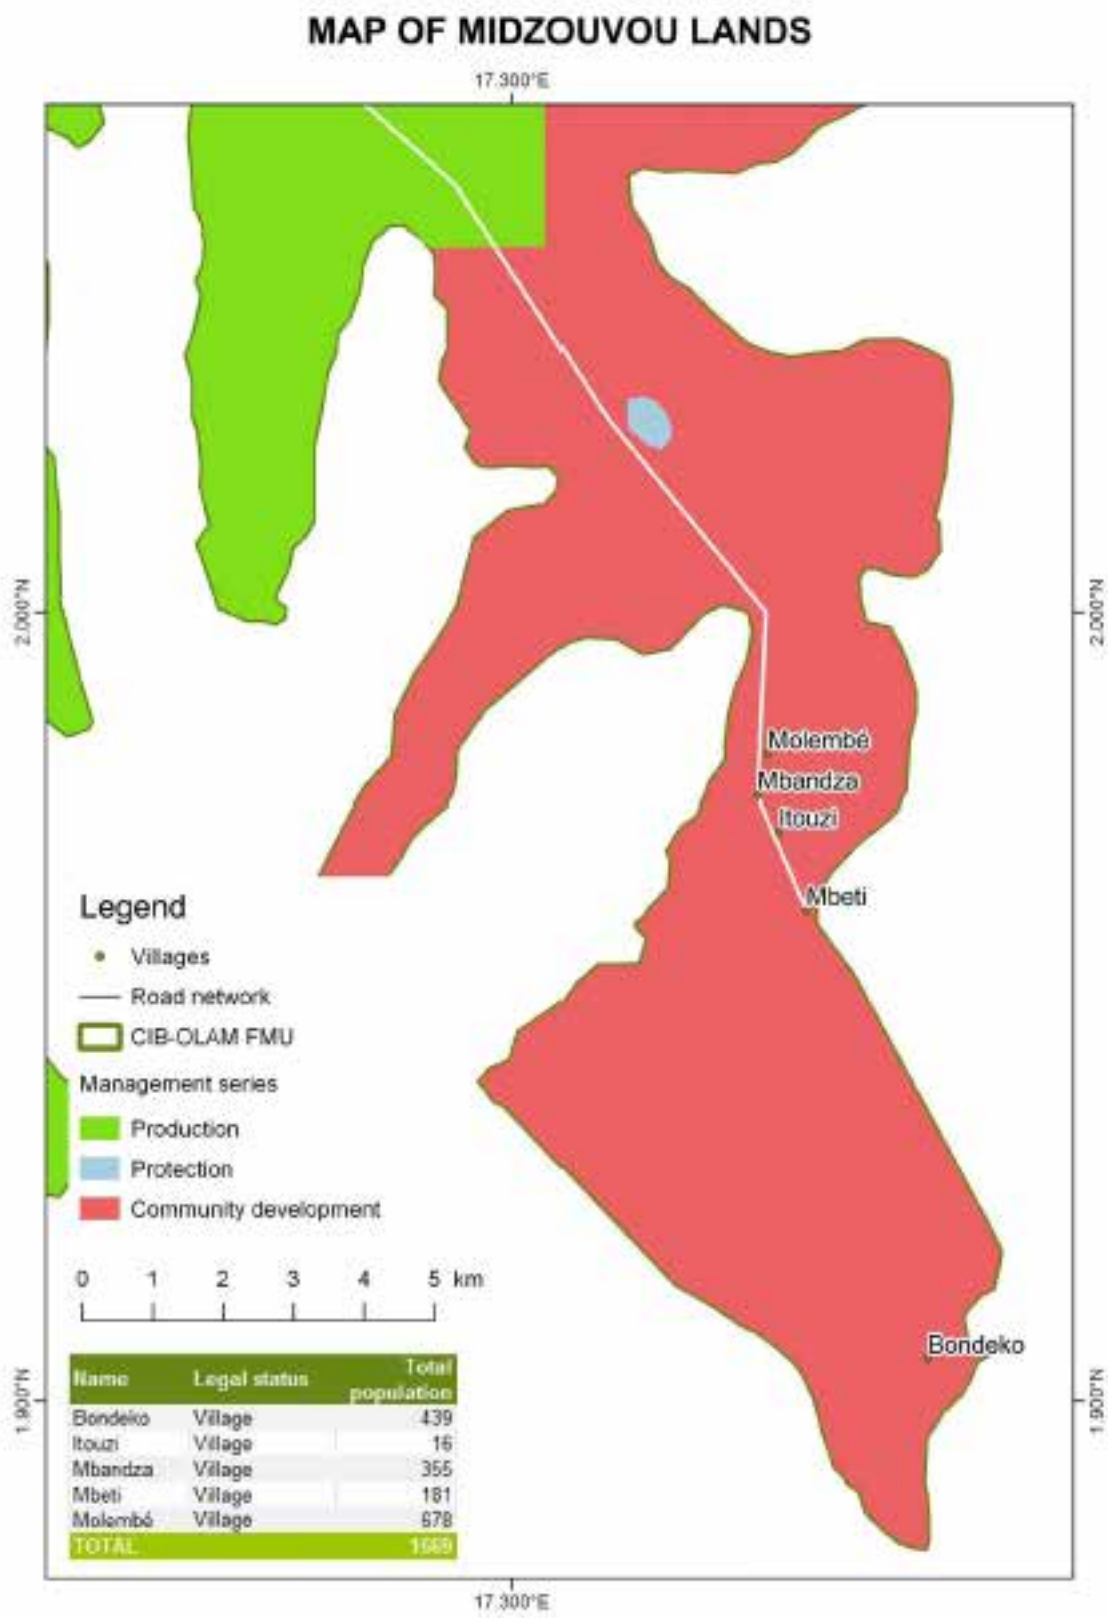 MAP OF MIDZOUVOU LANDS
17.300°E
2.000°N
2.000°N
Molembé
Mbandza
Itouzi
Mbeti
Legend
Villages
Road network
CIB-OLAM FMU
Management series
Production
Protection
Community development
0 1 2 3 4 5 km
Bondeko
Name Legal status Total population
Bondeko Village 439
Itouzi Village 16
Mbandza Village 355
Mbeti Village 181
Molembé Village 678
TOTAL 1669
1.900°N
1.900°N
17.300°E